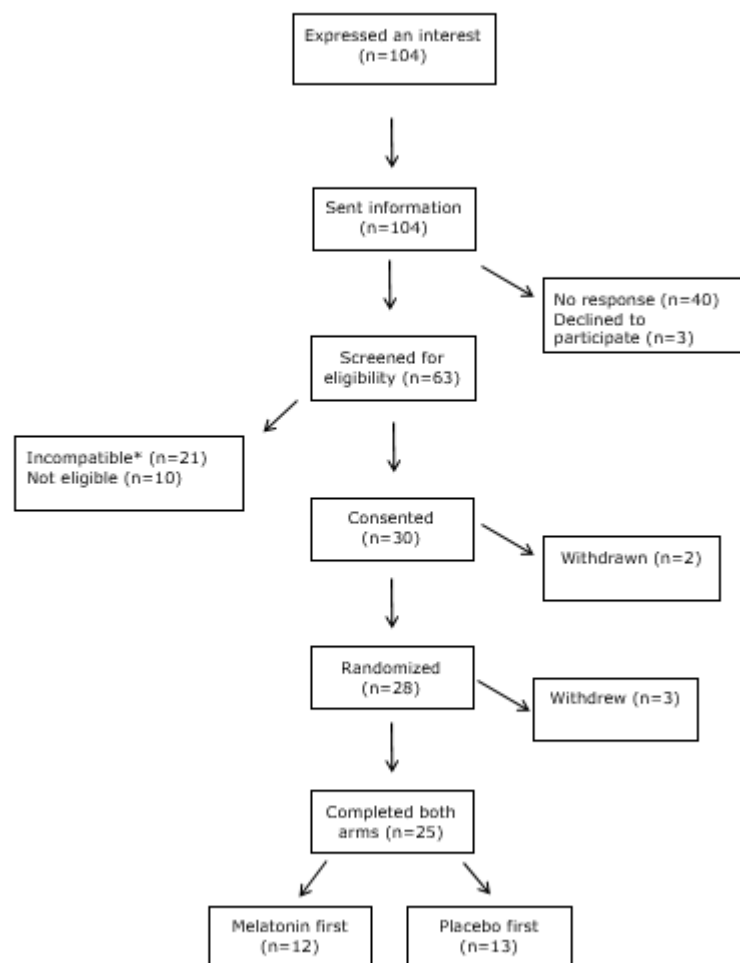 Expressed an interest
(n=104)
Sent information
(n=104)
No response (n=40)
Declined to
participate (n=3)
Screened for
eligibility (n=63)
Incompatible* (n=21)
Not eligible (n=10)
Consented
(n=30)
Withdrawn (n=2)
Randomized
(n=28)
Withdrew (n=3)
Completed both
arms (n=25)
Melatonin first
(n=12)
Placebo first
(n=13)